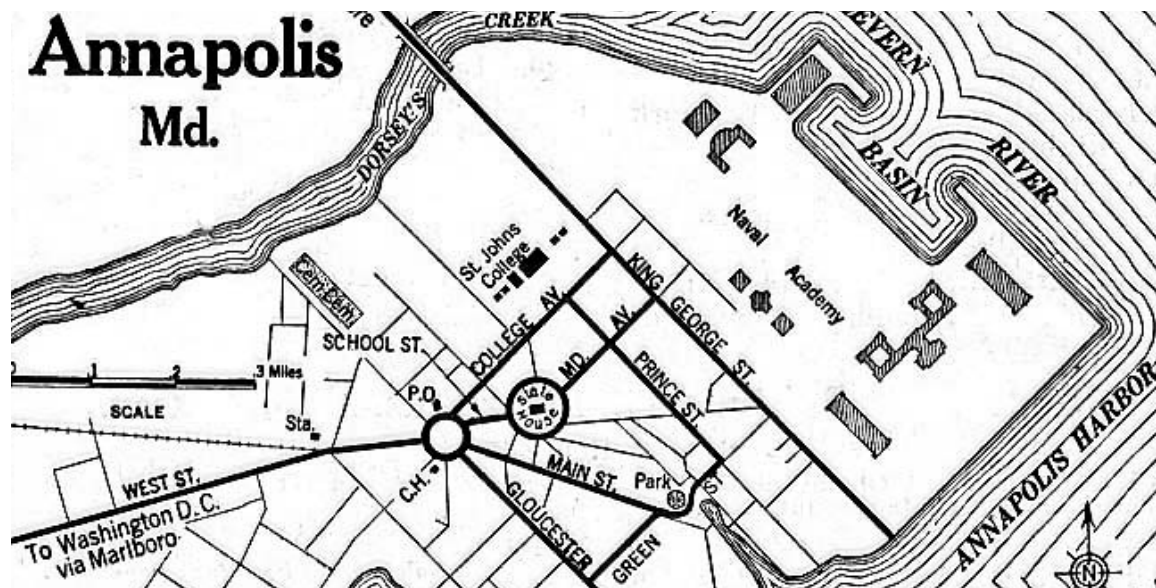 Annapolis
Md.
CREEK
DORSEY'S
SEVERN
RIVER
BASIN
Naval
Academy
St. Johns
College
KING GEORGE ST.
COLLEGE AV.
MD. AV.
PRINCE ST.
SCHOOL ST.
P.O.
State
House
1 2 3 Miles
SCALE
Sta.
WEST ST.
C.H.
MAIN ST.
Park
ST
GLOUCESTER
GREEN
To Washington D.C.
via Marlboro
ANNAPOLIS HARBOR
N